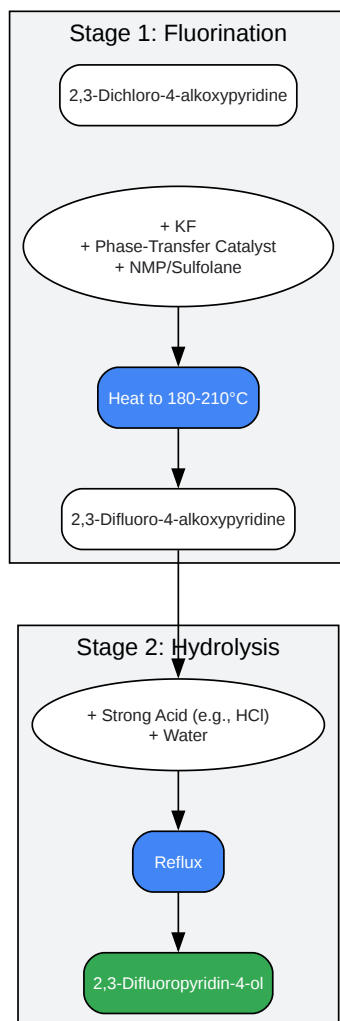 Stage 1: Fluorination
2,3-Dichloro-4-alkoxypyridine
+ KF
+ Phase-Transfer Catalyst
+ NMP/Sulfolane
Heat to 180-210°C
2,3-Difluoro-4-alkoxypyridine
Stage 2: Hydrolysis
+ Strong Acid (e.g., HCl)
+ Water
Reflux
2,3-Difluoropyridin-4-ol